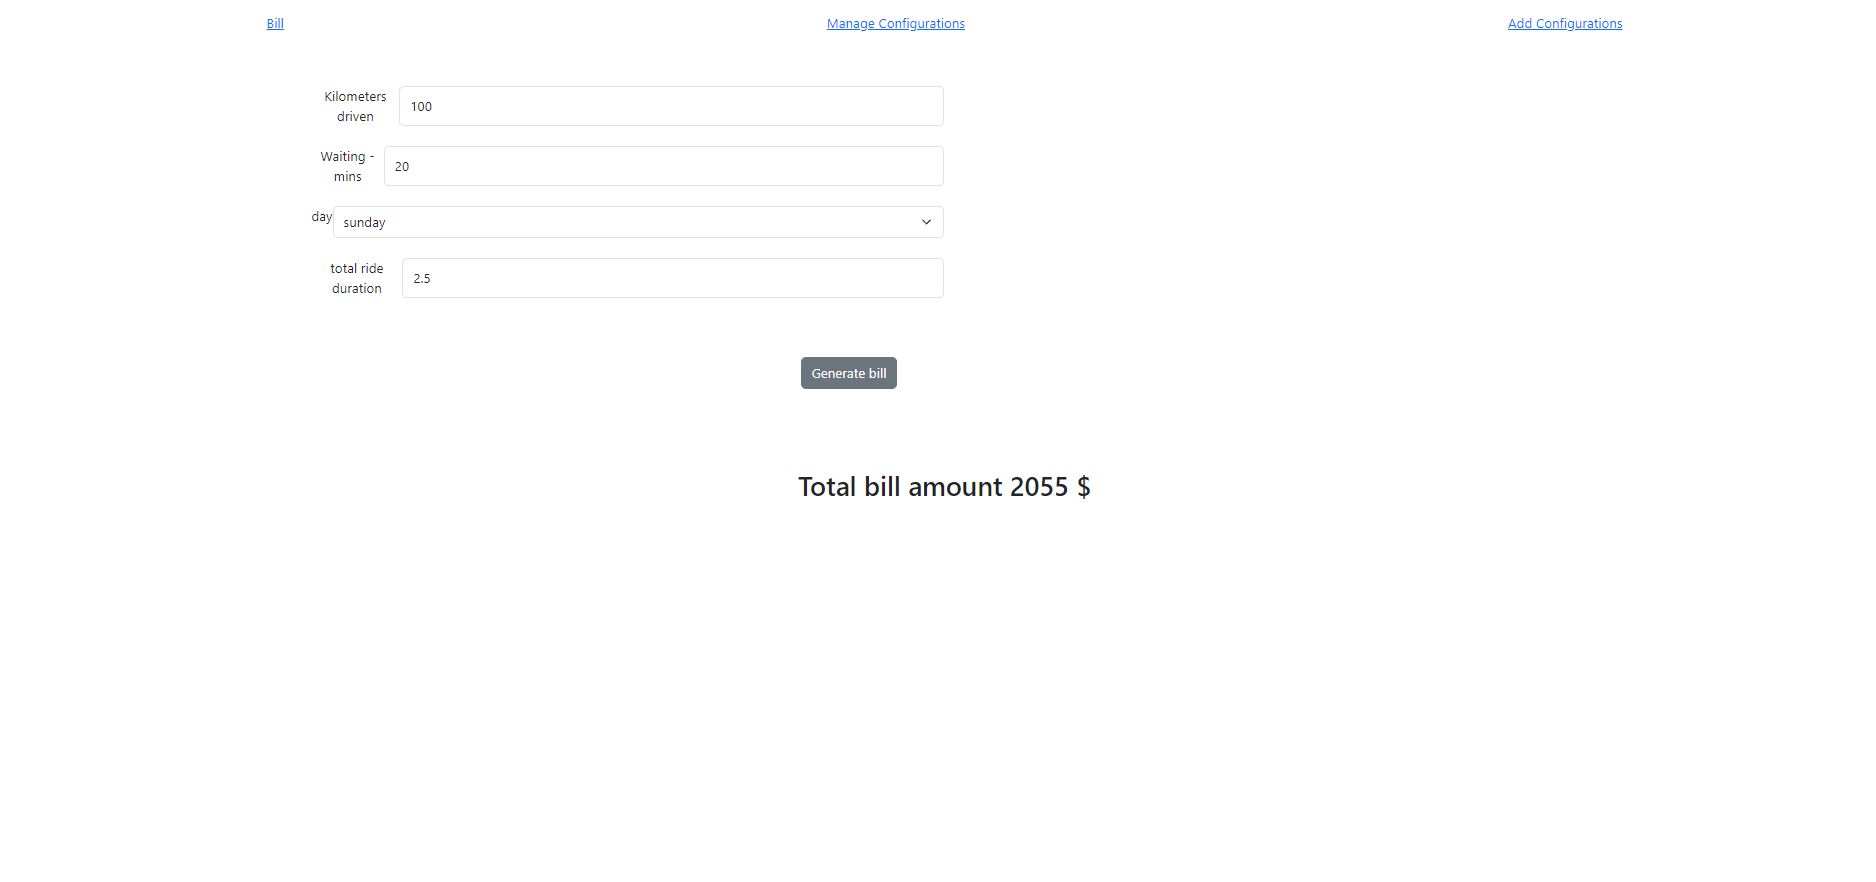 Bill
Manage Configurations
Add Configurations
Kilometers
driven
100
Waiting -
mins
20
day
sunday
total ride
duration
2.5
Generate bill
Total bill amount 2055 $